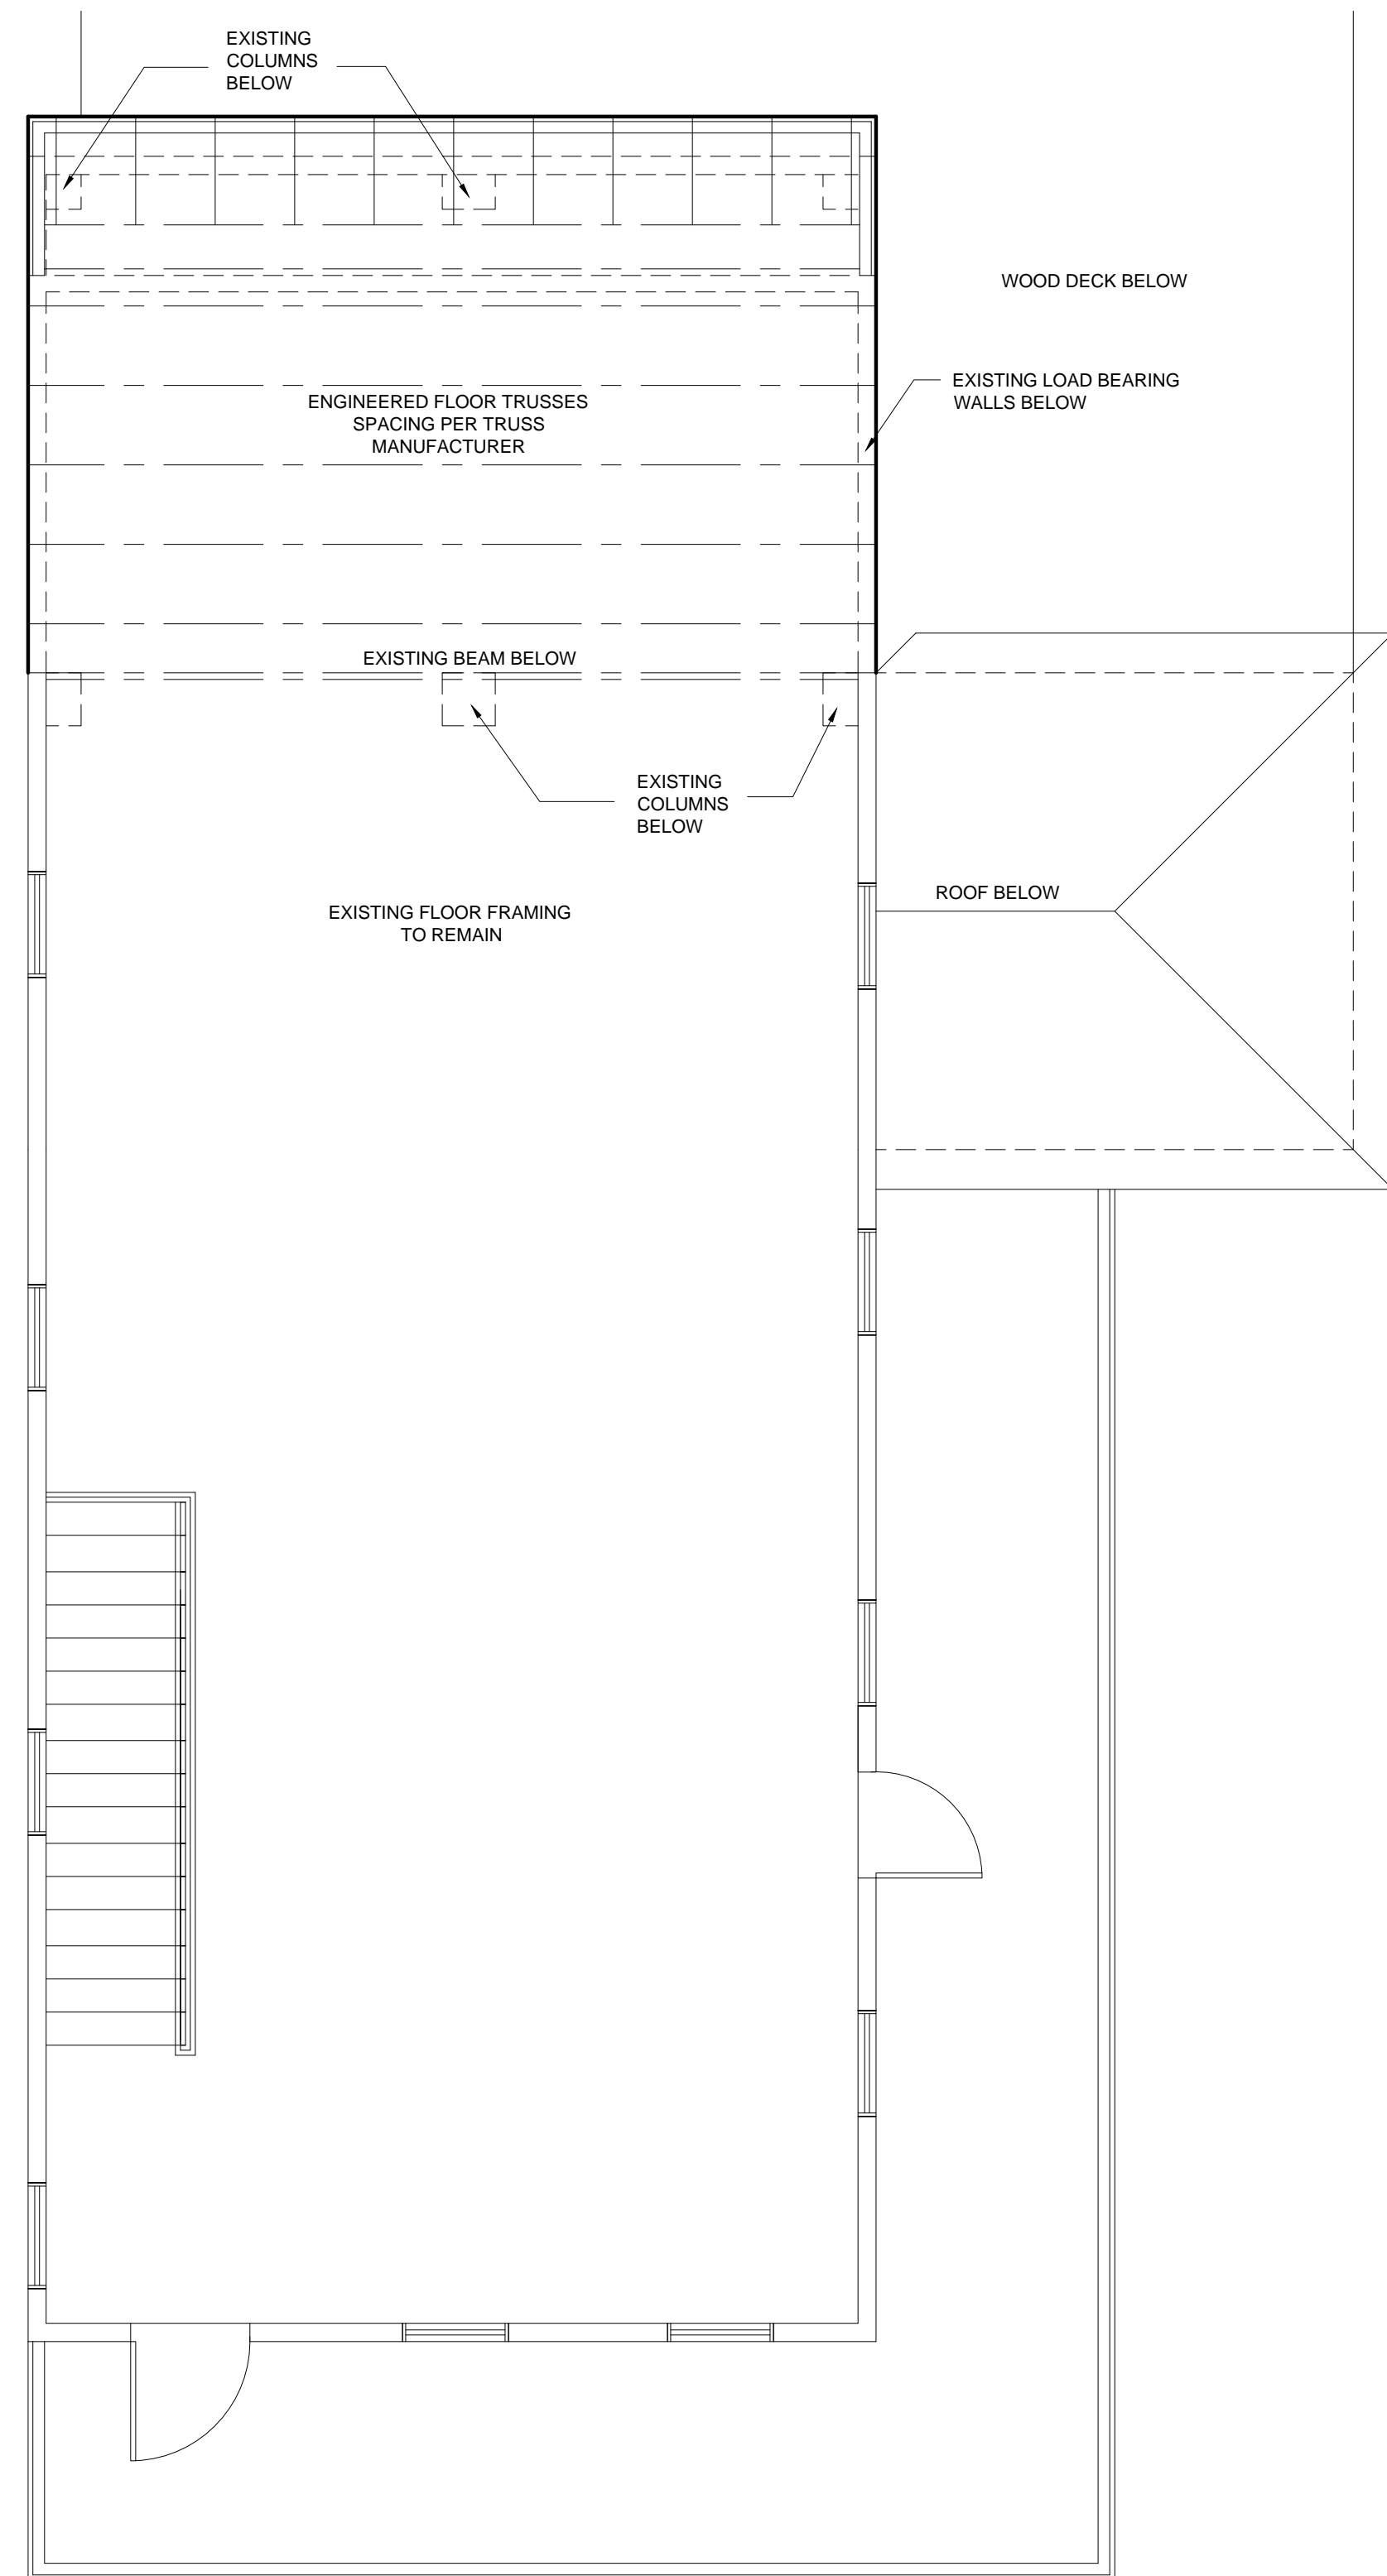 EXISTING
COLUMNS
BELOW
WOOD DECK BELOW
EXISTING LOAD BEARING
WALLS BELOW
ENGINEERED FLOOR TRUSSES
SPACING PER TRUSS
MANUFACTURER
EXISTING BEAM BELOW
EXISTING
COLUMNS
BELOW
ROOF BELOW
EXISTING FLOOR FRAMING
TO REMAIN